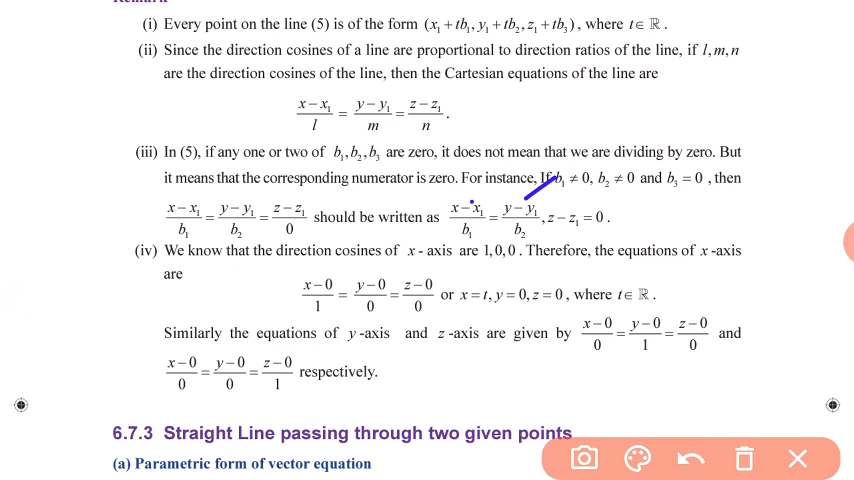 Remark
(i) Every point on the line (5) is of the form (x₁ + tb₁, y₁ + tb₂, z₁ + tb₃), where t ∈ ℝ.
(ii) Since the direction cosines of a line are proportional to direction ratios of the line, if l, m, n
are the direction cosines of the line, then the Cartesian equations of the line are
(x − x₁)/l = (y − y₁)/m = (z − z₁)/n.
(iii) In (5), if any one or two of b₁, b₂, b₃ are zero, it does not mean that we are dividing by zero. But
it means that the corresponding numerator is zero. For instance, If b₁ ≠ 0, b₂ ≠ 0 and b₃ = 0, then
(x − x₁)/b₁ = (y − y₁)/b₂ = (z − z₁)/0 should be written as (x − x₁)/b₁ = (y − y₁)/b₂, z − z₁ = 0.
(iv) We know that the direction cosines of x - axis are 1, 0, 0. Therefore, the equations of x -axis
are
(x − 0)/1 = (y − 0)/0 = (z − 0)/0 or x = t, y = 0, z = 0, where t ∈ ℝ.
Similarly the equations of y -axis and z -axis are given by (x − 0)/0 = (y − 0)/1 = (z − 0)/0 and
(x − 0)/0 = (y − 0)/0 = (z − 0)/1 respectively.
6.7.3 Straight Line passing through two given points
(a) Parametric form of vector equation